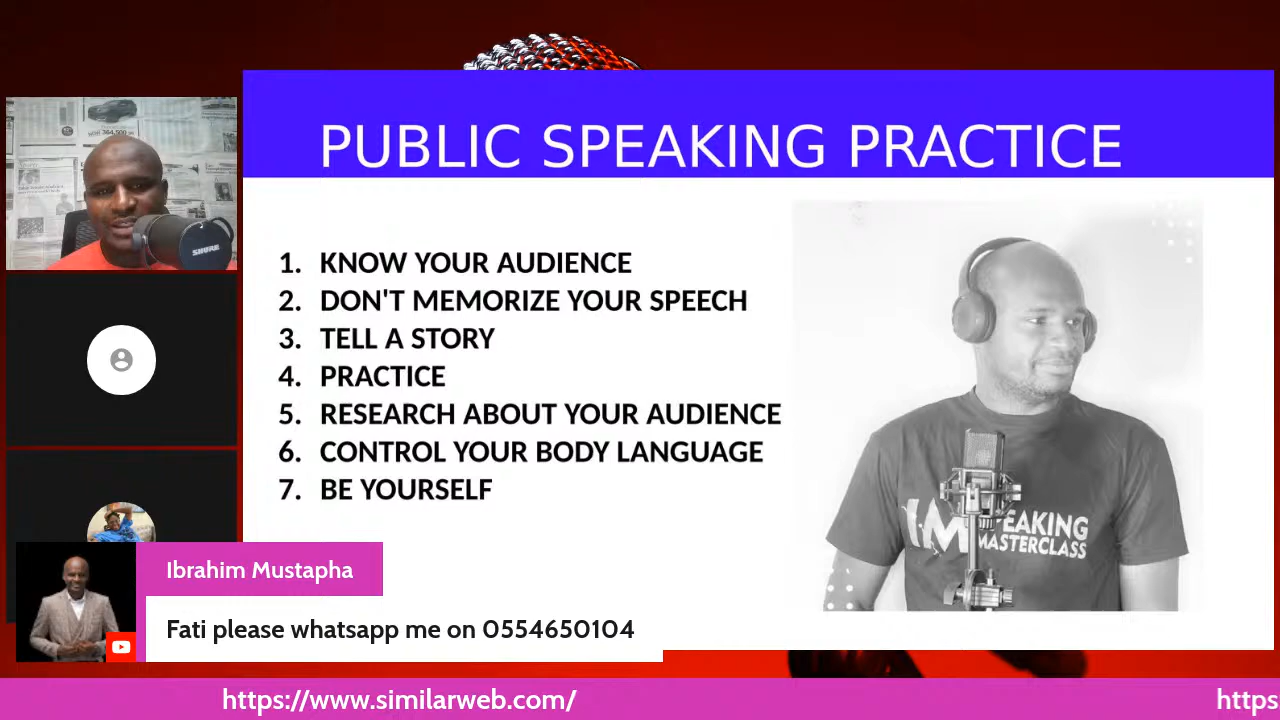 PUBLIC SPEAKING PRACTICE
1. KNOW YOUR AUDIENCE
2. DON'T MEMORIZE YOUR SPEECH
3. TELL A STORY
4. PRACTICE
5. RESEARCH ABOUT YOUR AUDIENCE
6. CONTROL YOUR BODY LANGUAGE
7. BE YOURSELF
EAKING
MASTERCLASS
SHURE
Ibrahim Mustapha
Fati please whatsapp me on 0554650104
https://www.similarweb.com/
https